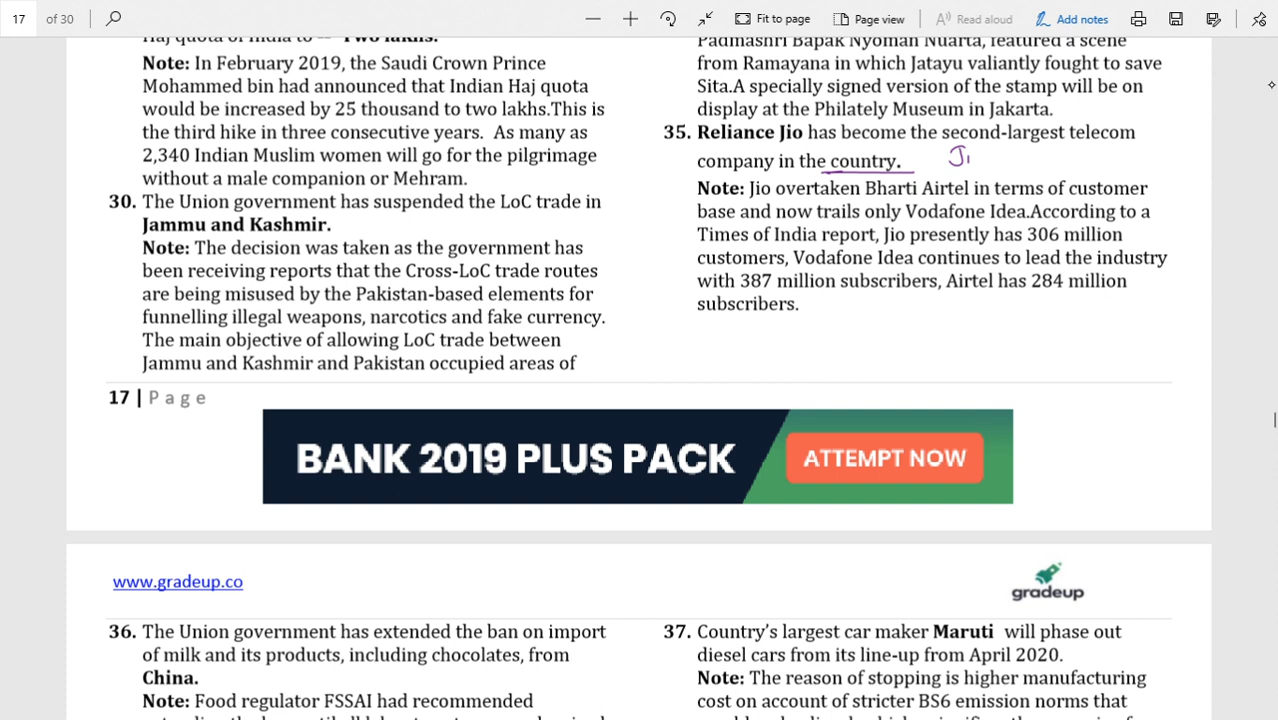 17 of 30
Fit to page
Page view
Read aloud
Add notes
Haj quota of India to -- Two lakhs.
Note: In February 2019, the Saudi Crown Prince
Mohammed bin had announced that Indian Haj quota
would be increased by 25 thousand to two lakhs.This is
the third hike in three consecutive years. As many as
2,340 Indian Muslim women will go for the pilgrimage
without a male companion or Mehram.
30. The Union government has suspended the LoC trade in
Jammu and Kashmir.
Note: The decision was taken as the government has
been receiving reports that the Cross-LoC trade routes
are being misused by the Pakistan-based elements for
funnelling illegal weapons, narcotics and fake currency.
The main objective of allowing LoC trade between
Jammu and Kashmir and Pakistan occupied areas of
Padmashri Bapak Nyoman Nuarta, featured a scene
from Ramayana in which Jatayu valiantly fought to save
Sita.A specially signed version of the stamp will be on
display at the Philately Museum in Jakarta.
35. Reliance Jio has become the second-largest telecom
company in the country.
Note: Jio overtaken Bharti Airtel in terms of customer
base and now trails only Vodafone Idea.According to a
Times of India report, Jio presently has 306 million
customers, Vodafone Idea continues to lead the industry
with 387 million subscribers, Airtel has 284 million
subscribers.
17 | Page
BANK 2019 PLUS PACK
ATTEMPT NOW
www.gradeup.co
gradeup
36. The Union government has extended the ban on import
of milk and its products, including chocolates, from
China.
Note: Food regulator FSSAI had recommended
37. Country's largest car maker Maruti will phase out
diesel cars from its line-up from April 2020.
Note: The reason of stopping is higher manufacturing
cost on account of stricter BS6 emission norms that